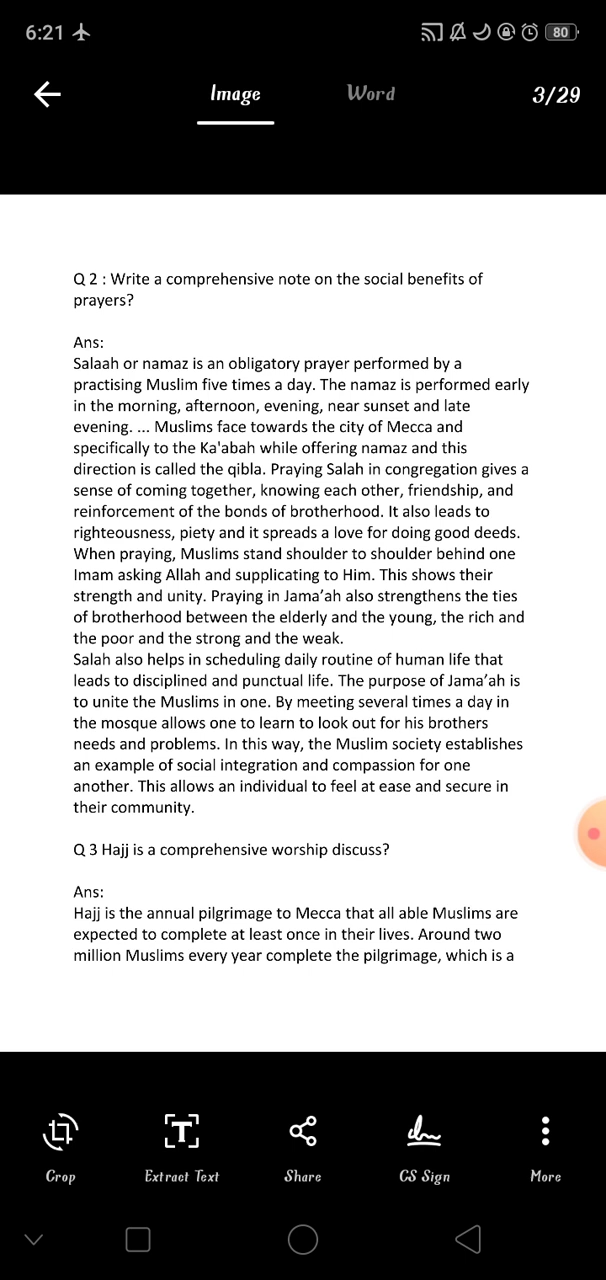 6:21
80
Image
Word
3/29
Q 2 : Write a comprehensive note on the social benefits of
prayers?
Ans:
Salaah or namaz is an obligatory prayer performed by a
practising Muslim five times a day. The namaz is performed early
in the morning, afternoon, evening, near sunset and late
evening. ... Muslims face towards the city of Mecca and
specifically to the Ka'abah while offering namaz and this
direction is called the qibla. Praying Salah in congregation gives a
sense of coming together, knowing each other, friendship, and
reinforcement of the bonds of brotherhood. It also leads to
righteousness, piety and it spreads a love for doing good deeds.
When praying, Muslims stand shoulder to shoulder behind one
Imam asking Allah and supplicating to Him. This shows their
strength and unity. Praying in Jama’ah also strengthens the ties
of brotherhood between the elderly and the young, the rich and
the poor and the strong and the weak.
Salah also helps in scheduling daily routine of human life that
leads to disciplined and punctual life. The purpose of Jama’ah is
to unite the Muslims in one. By meeting several times a day in
the mosque allows one to learn to look out for his brothers
needs and problems. In this way, the Muslim society establishes
an example of social integration and compassion for one
another. This allows an individual to feel at ease and secure in
their community.
Q 3 Hajj is a comprehensive worship discuss?
Ans:
Hajj is the annual pilgrimage to Mecca that all able Muslims are
expected to complete at least once in their lives. Around two
million Muslims every year complete the pilgrimage, which is a
Crop
Extract Text
Share
CS Sign
More